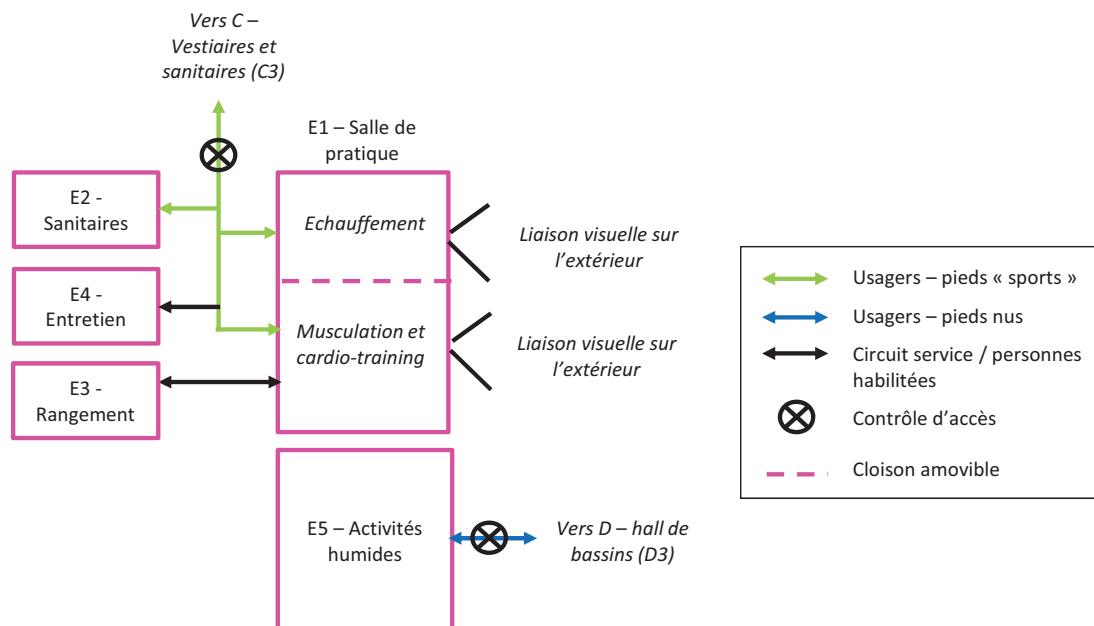 Vers C –
Vestiaires et
sanitaires (C3)
E1 – Salle de
pratique
E2 -
Sanitaires
Echauffement
Liaison visuelle sur
l’extérieur
E4 -
Entretien
Musculation et
cardio-training
Liaison visuelle sur
l’extérieur
E3 -
Rangement
E5 – Activités
humides
Vers D – hall de
bassins (D3)
Usagers – pieds « sports »
Usagers – pieds nus
Circuit service / personnes
habilitées
Contrôle d’accès
Cloison amovible